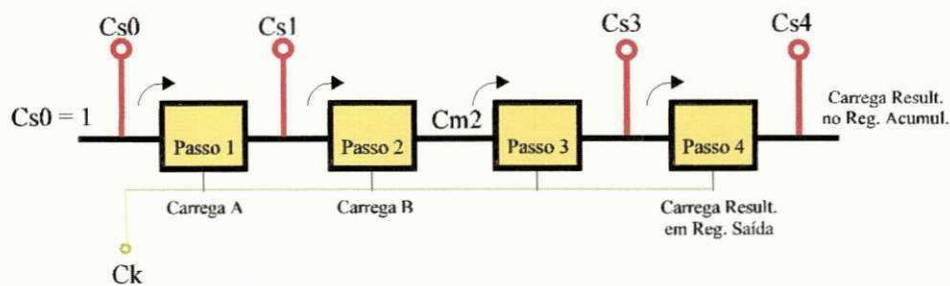 Cs0
Cs1
Cs3
Cs4
Cs0 = 1
Cm2
Carrega Result.
no Reg. Acumul.
Passo 1
Passo 2
Passo 3
Passo 4
Carrega A
Carrega B
Carrega Result.
em Reg. Saída
Ck